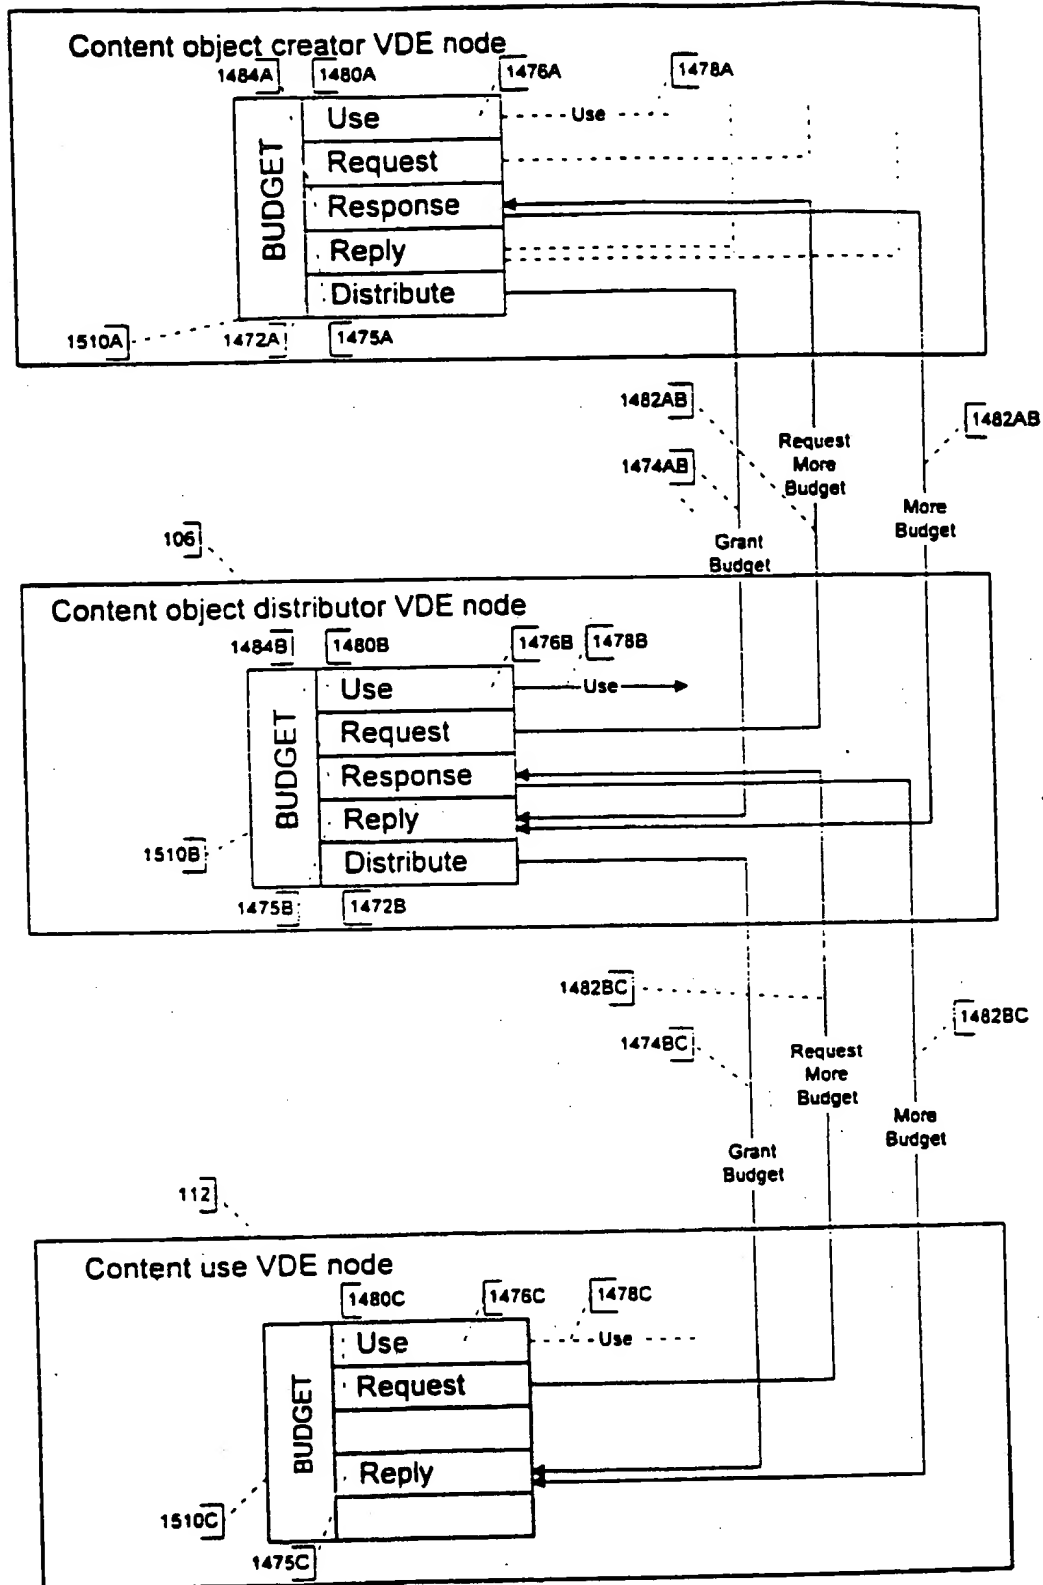 Content object creator VDE node
1484A 1480A 1476A 1478A
BUDGET
Use
Use
Request
Response
Reply
Distribute
1510A 1472A 1475A
1482AB
1482AB
1474AB
Request
More
Budget
More
Budget
Grant
Budget
106
Content object distributor VDE node
1484B 1480B 1476B 1478B
BUDGET
Use
Use
Request
Response
Reply
Distribute
1510B
1475B 1472B
1482BC
1482BC
1474BC
Request
More
Budget
More
Budget
Grant
Budget
112
Content use VDE node
1480C 1476C 1478C
BUDGET
Use
Use
Request
Reply
1510C
1475C